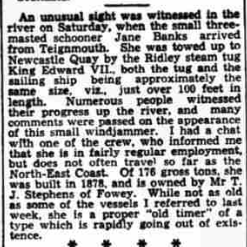 An unusual sight was witnessed in the
river on Saturday, when the small three-
masted schooner Jane Banks arrived
from Teignmouth. She was towed up to
Newcastle Quay by the Ridley steam tug
King Edward VII., both the tug and the
sailing ship being approximately the
same size, viz., just over 100 feet in
length. Numerous people witnessed
their progress up the river, and many
comments were passed on the appearance
of this small windjammer. I had a chat
with one of the crew, who informed me
that she is in fairly regular employment,
but does not often travel so far as the
North-East Coast. Of 176 gross tons, she
was built in 1878, and is owned by Mr T.
J. Stephens of Fowey. While not as old
as some of the vessels I referred to last
week, she is a proper "old timer" of a
type which is rapidly going out of exis-
tence.
* * * *